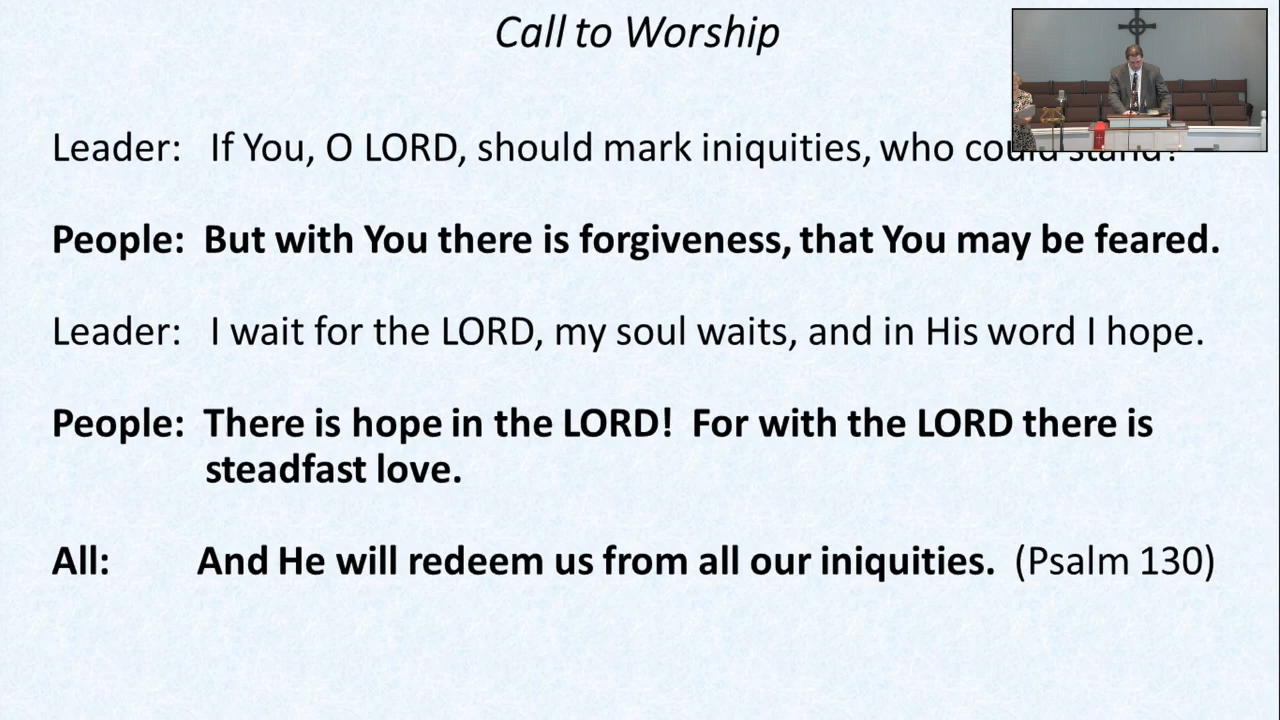 Call to Worship
Leader: If You, O LORD, should mark iniquities, who could stand?
People: But with You there is forgiveness, that You may be feared.
Leader: I wait for the LORD, my soul waits, and in His word I hope.
People: There is hope in the LORD! For with the LORD there is
steadfast love.
All: And He will redeem us from all our iniquities. (Psalm 130)